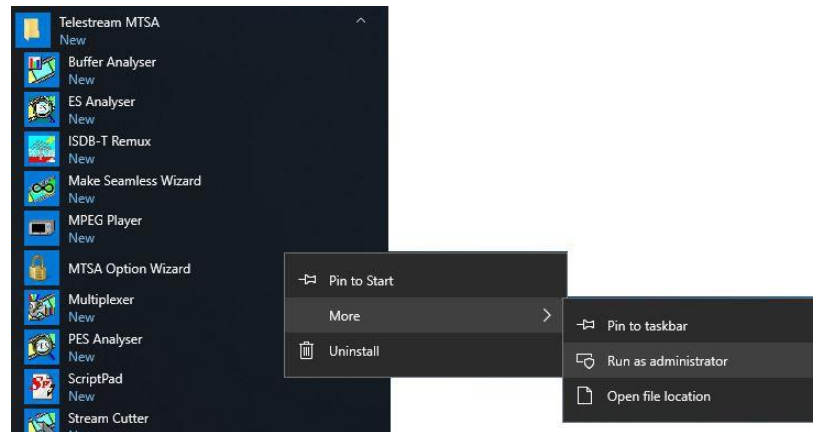 Telestream MTSA
New
Buffer Analyser
New
ES Analyser
New
ISDB-T Remux
New
Make Seamless Wizard
New
MPEG Player
New
MTSA Option Wizard
Multiplexer
New
PES Analyser
New
ScriptPad
New
Stream Cutter
Pin to Start
More
Uninstall
Pin to taskbar
Run as administrator
Open file location